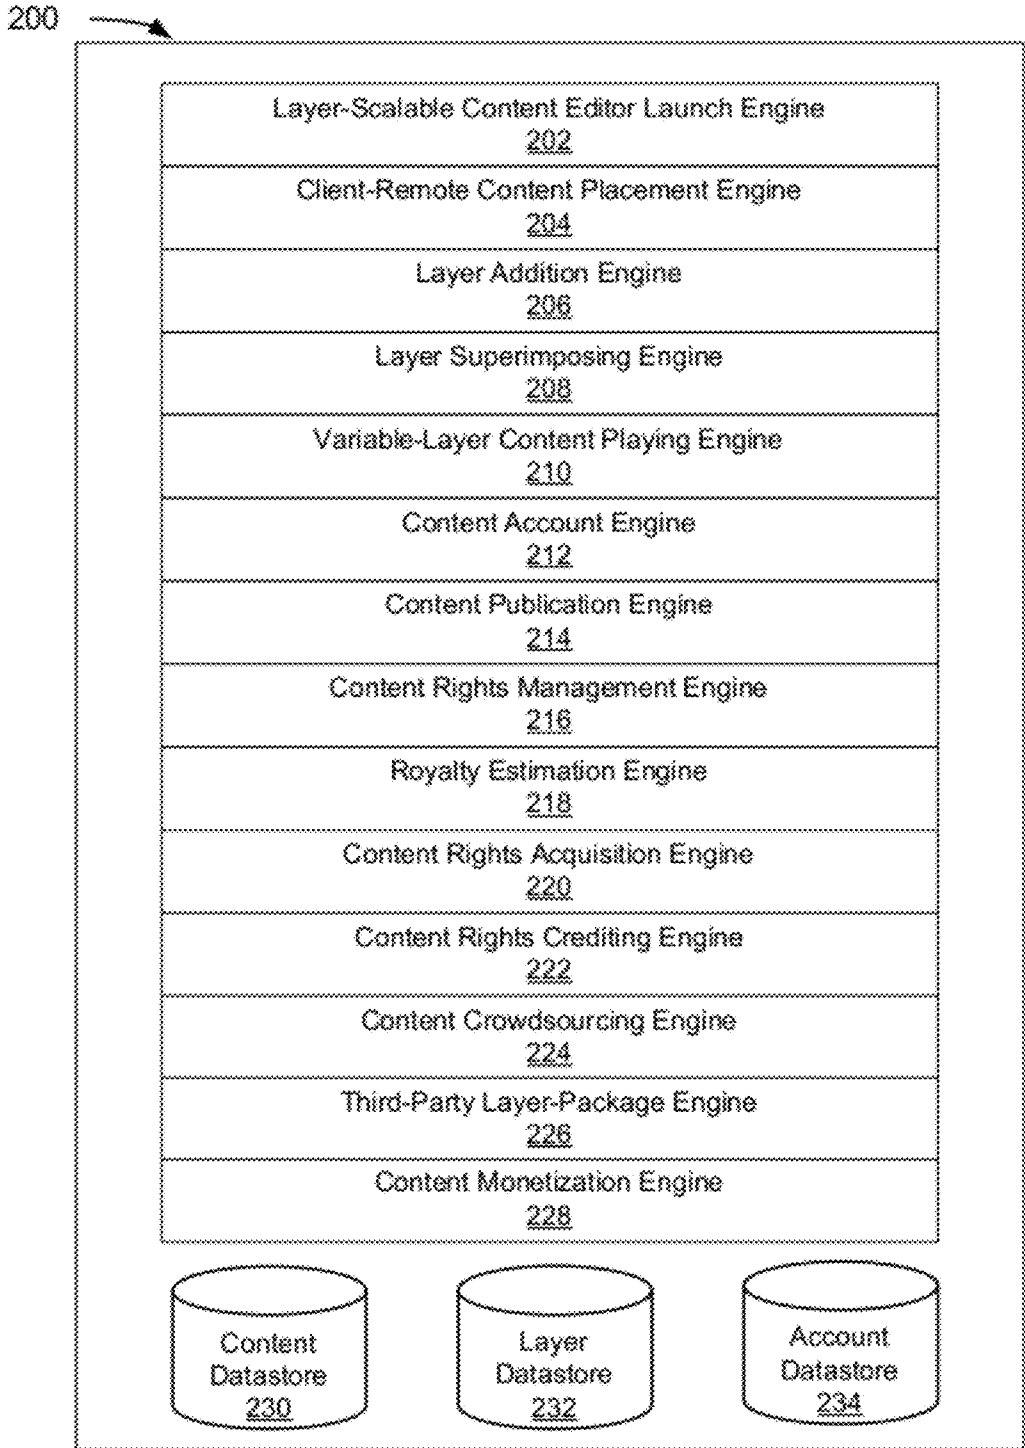 200
Layer-Scalable Content Editor Launch Engine
202
Client-Remote Content Placement Engine
204
Layer Addition Engine
206
Layer Superimposing Engine
208
Variable-Layer Content Playing Engine
210
Content Account Engine
212
Content Publication Engine
214
Content Rights Management Engine
216
Royalty Estimation Engine
218
Content Rights Acquisition Engine
220
Content Rights Crediting Engine
222
Content Crowdsourcing Engine
224
Third-Party Layer-Package Engine
226
Content Monetization Engine
228
Content
Datastore
230
Layer
Datastore
232
Account
Datastore
234